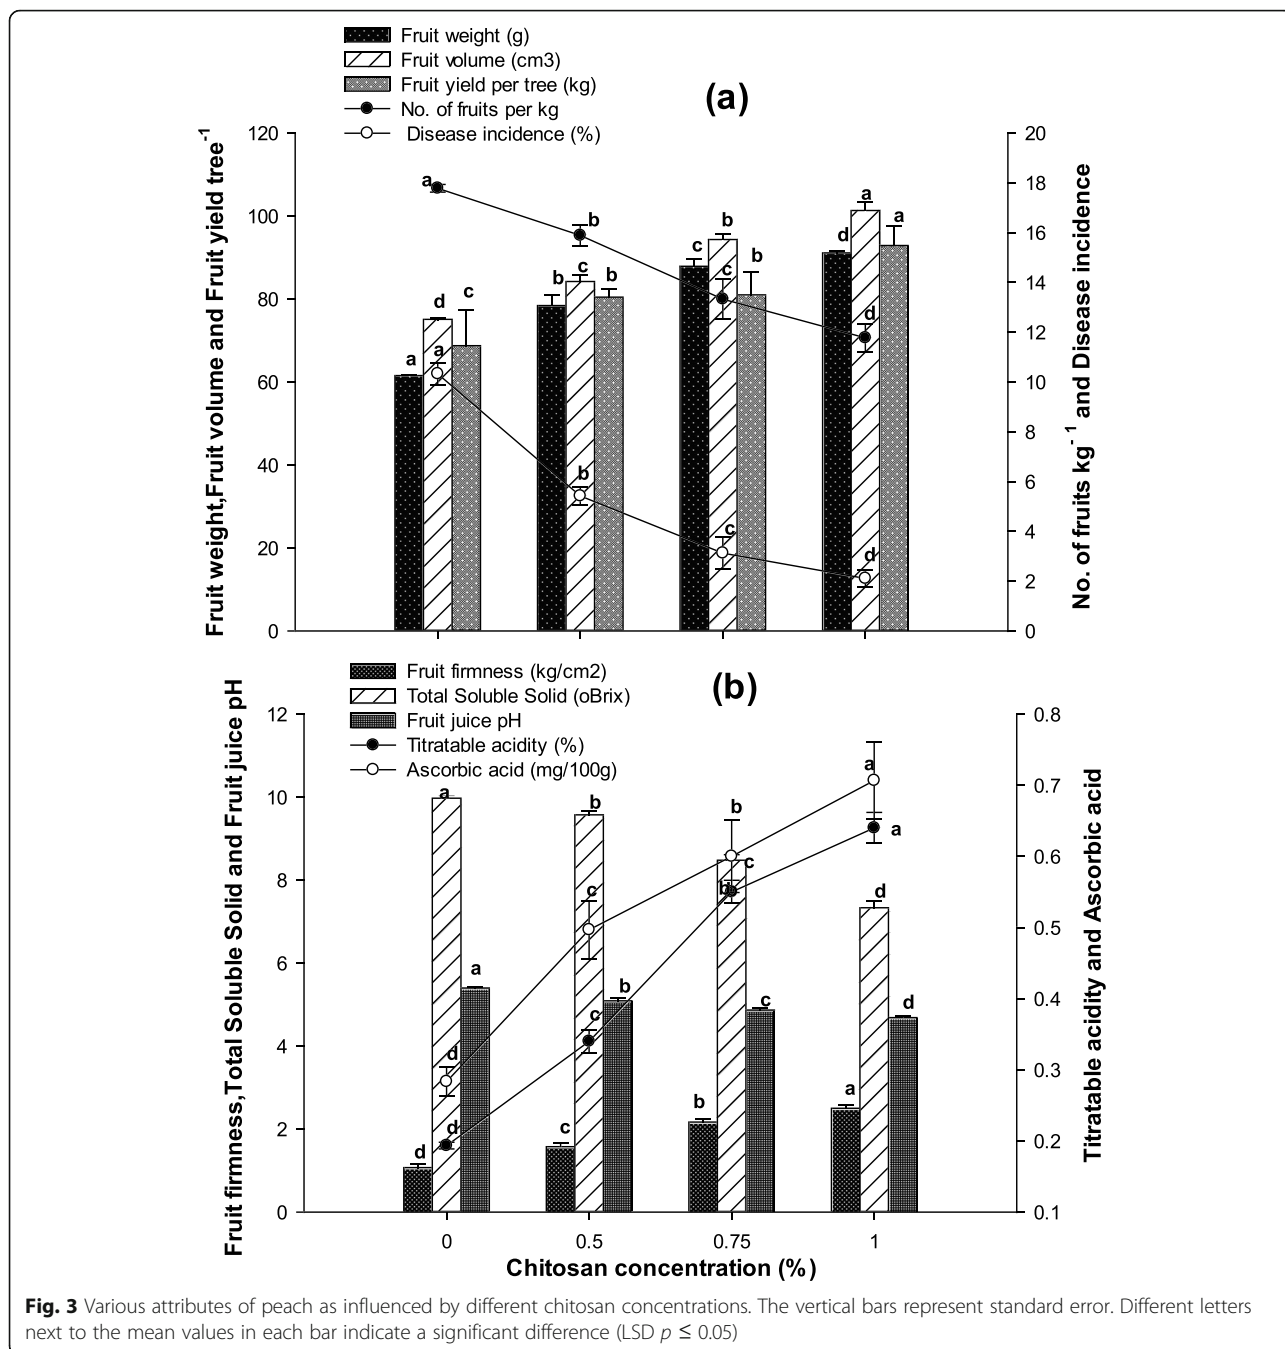 Fruit weight (g)
Fruit volume (cm3)
Fruit yield per tree (kg)
No. of fruits per kg
Disease incidence (%)
(a)
Fruit weight,Fruit volume and Fruit yield tree-1
120
100
80
60
40
20
0
a
b
b
a
a
c
b
d
c
c
b
b
c
d
d
a
a
b
c
d
20
18
16
14
12
10
8
6
4
2
0
No. of fruits kg-1 and Disease incidence
Fruit firmness (kg/cm2)
Total Soluble Solid (oBrix)
Fruit juice pH
Titratable acidity (%)
Ascorbic acid (mg/100g)
(b)
Fruit firmness,Total Soluble Solid and Fruit juice pH
12
10
8
6
4
2
0
a
b
b
a
a
c
c
b
d
a
b
c
d
d
c
d
c
b
a
d
0.8
0.7
0.6
0.5
0.4
0.3
0.2
0.1
Titratable acidity and Ascorbic acid
0 0.5 0.75 1
Chitosan concentration (%)
Fig. 3 Various attributes of peach as influenced by different chitosan concentrations. The vertical bars represent standard error. Different letters
next to the mean values in each bar indicate a significant difference (LSD p ≤ 0.05)